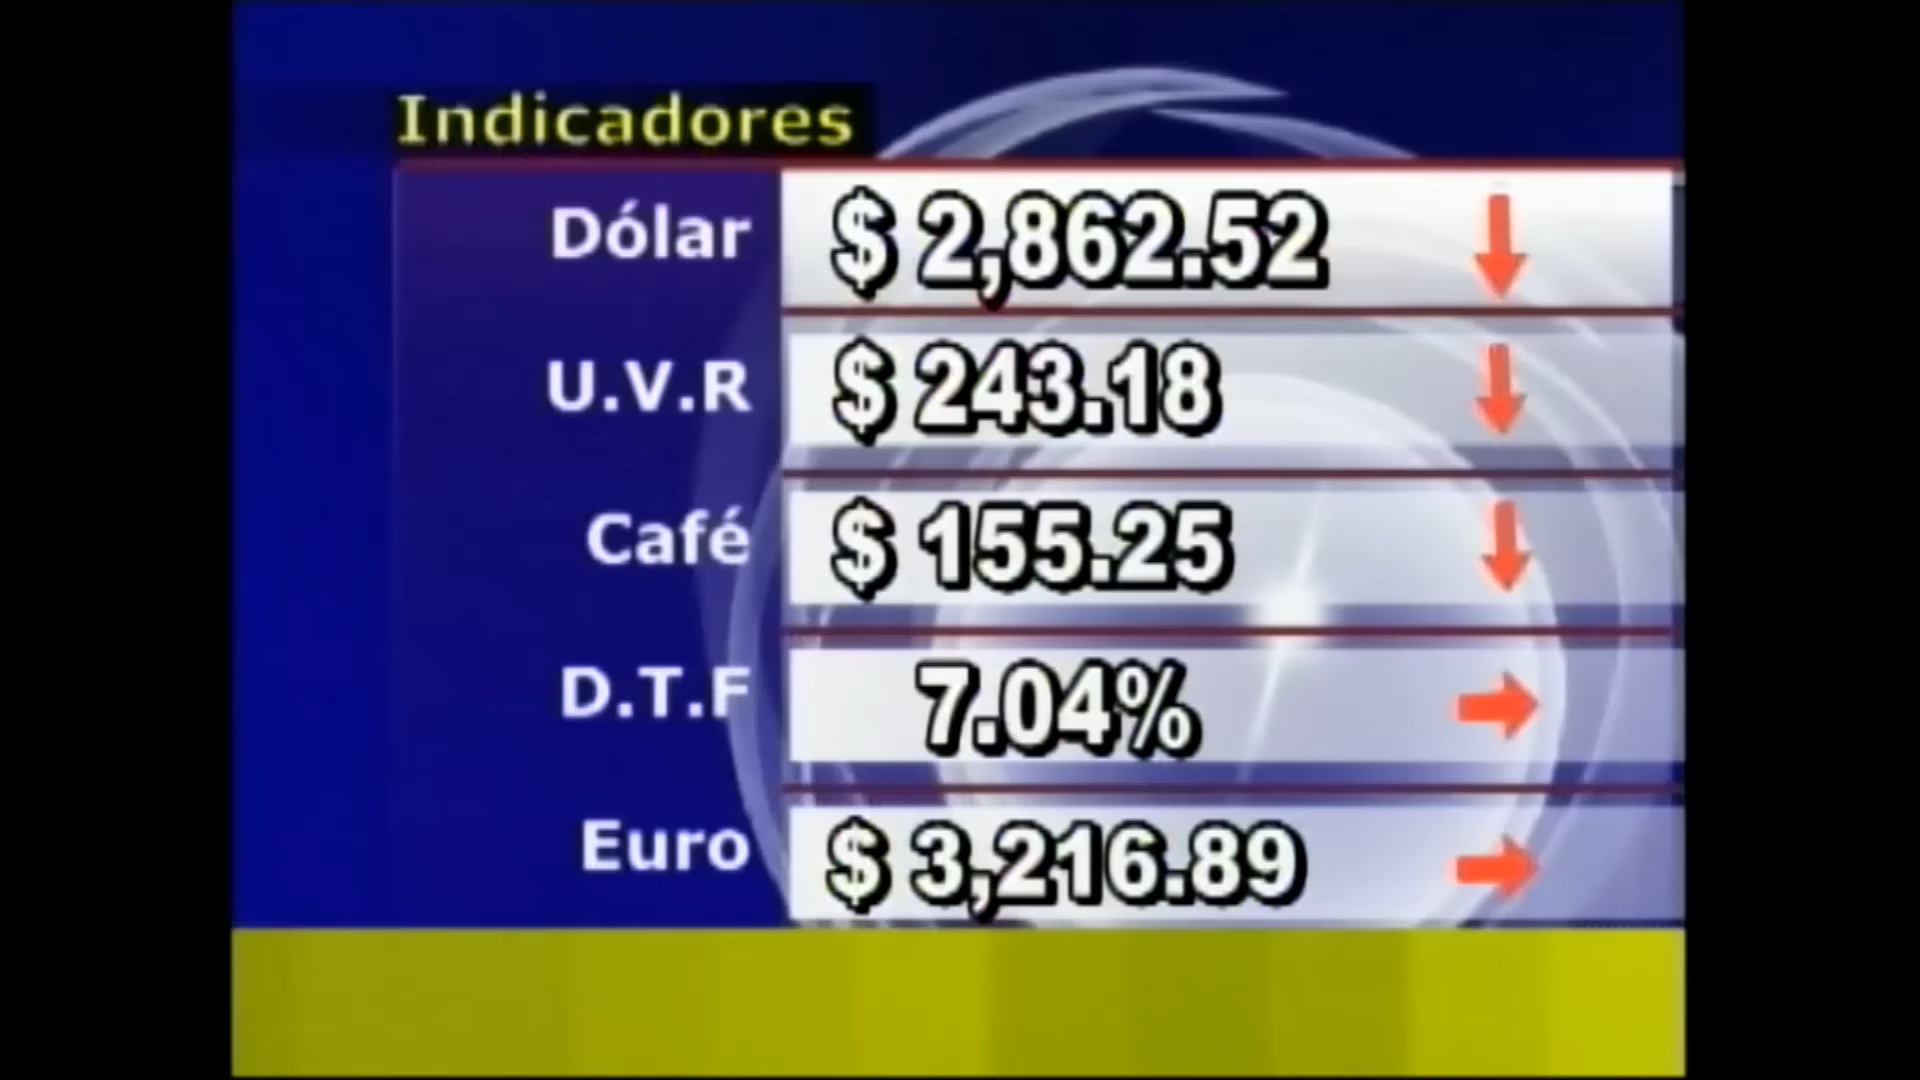 Indicadores
Dólar $ 2,862.52
U.V.R $ 243.18
Café $ 155.25
D.T.F 7.04%
Euro $ 3,216.89